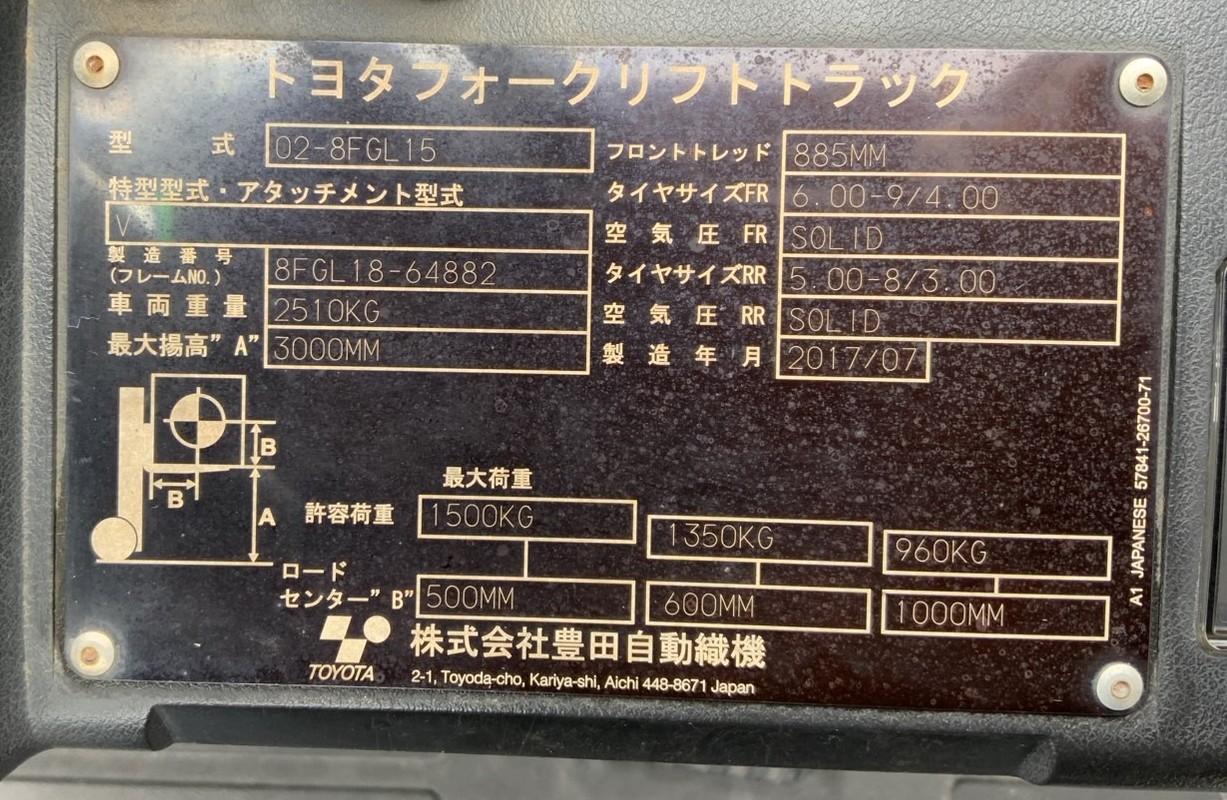 トヨタフォークリフトトラック
型式 02-8FGL15
特型型式・アタッチメント型式
V
製造番号
(フレームNO.) 8FGL18-64882
車両重量 2510KG
最大揚高"A" 3000MM
フロントトレッド 885MM
タイヤサイズFR 6.00-9/4.00
空気圧 FR SOLID
タイヤサイズRR 5.00-8/3.00
空気圧 RR SOLID
製造年月 2017/07
B
B
A
最大荷重
許容荷重 1500KG 1350KG 960KG
ロード
センター"B" 500MM 600MM 1000MM
TOYOTA
株式会社豊田自動織機
2-1, Toyoda-cho, Kariya-shi, Aichi 448-8671 Japan
A1 JAPANESE 57841-26700-71